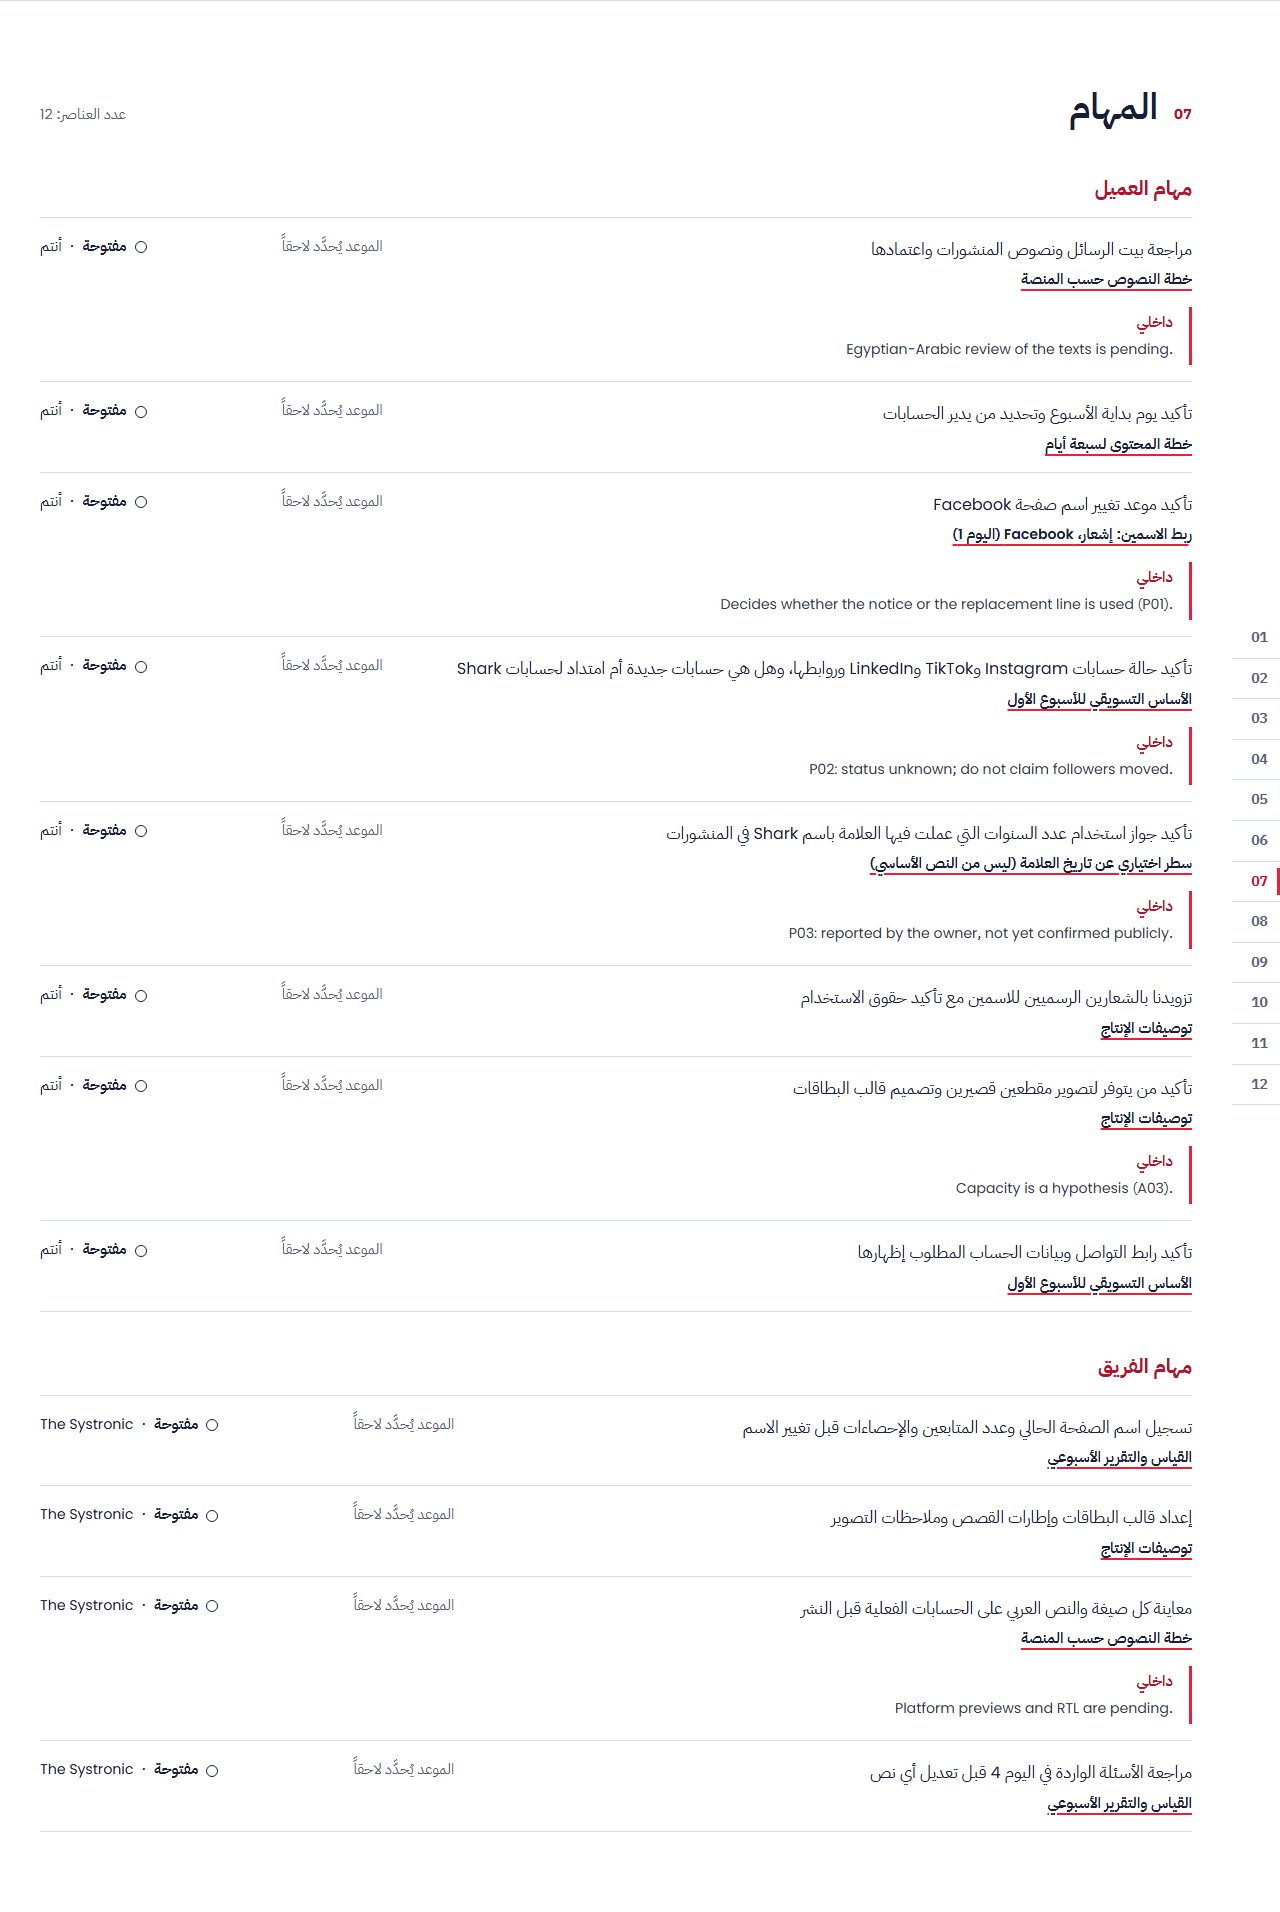 07 المهام
عدد العناصر: 12
مهام العميل
مراجعة بيت الرسائل ونصوص المنشورات واعتمادها
الموعد يُحدَّد لاحقاً
مفتوحة · أنتم
خطة النصوص حسب المنصة
داخلي
Egyptian-Arabic review of the texts is pending.
تأكيد يوم بداية الأسبوع وتحديد من يدير الحسابات
الموعد يُحدَّد لاحقاً
مفتوحة · أنتم
خطة المحتوى لسبعة أيام
تأكيد موعد تغيير اسم صفحة Facebook
الموعد يُحدَّد لاحقاً
مفتوحة · أنتم
ربط الاسمين: إشعار، Facebook (اليوم 1)
داخلي
Decides whether the notice or the replacement line is used (P01).
تأكيد حالة حسابات Instagram وTikTok وLinkedIn وروابطها، وهل هي حسابات جديدة أم امتداد لحسابات Shark
الموعد يُحدَّد لاحقاً
مفتوحة · أنتم
الأساس التسويقي للأسبوع الأول
داخلي
P02: status unknown; do not claim followers moved.
تأكيد جواز استخدام عدد السنوات التي عملت فيها العلامة باسم Shark في المنشورات
الموعد يُحدَّد لاحقاً
مفتوحة · أنتم
سطر اختياري عن تاريخ العلامة (ليس من النص الأساسي)
داخلي
P03: reported by the owner, not yet confirmed publicly.
تزويدنا بالشعارين الرسميين للاسمين مع تأكيد حقوق الاستخدام
الموعد يُحدَّد لاحقاً
مفتوحة · أنتم
توصيفات الإنتاج
تأكيد من يتوفر لتصوير مقطعين قصيرين وتصميم قالب البطاقات
الموعد يُحدَّد لاحقاً
مفتوحة · أنتم
توصيفات الإنتاج
داخلي
Capacity is a hypothesis (A03).
تأكيد رابط التواصل وبيانات الحساب المطلوب إظهارها
الموعد يُحدَّد لاحقاً
مفتوحة · أنتم
الأساس التسويقي للأسبوع الأول
مهام الفريق
تسجيل اسم الصفحة الحالي وعدد المتابعين والإحصاءات قبل تغيير الاسم
الموعد يُحدَّد لاحقاً
مفتوحة · The Systronic
القياس والتقرير الأسبوعي
إعداد قالب البطاقات وإطارات القصص وملاحظات التصوير
الموعد يُحدَّد لاحقاً
مفتوحة · The Systronic
توصيفات الإنتاج
معاينة كل صيغة والنص العربي على الحسابات الفعلية قبل النشر
الموعد يُحدَّد لاحقاً
مفتوحة · The Systronic
خطة النصوص حسب المنصة
داخلي
Platform previews and RTL are pending.
مراجعة الأسئلة الواردة في اليوم 4 قبل تعديل أي نص
الموعد يُحدَّد لاحقاً
مفتوحة · The Systronic
القياس والتقرير الأسبوعي
01
02
03
04
05
06
07
08
09
10
11
12